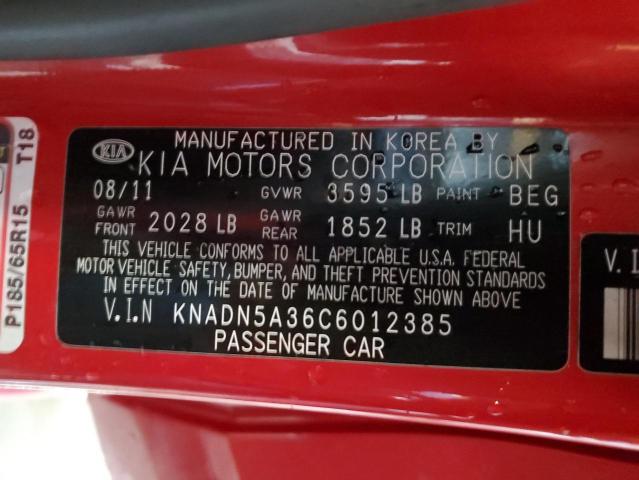 P185/65R15 T18
KIA
MANUFACTURED IN KOREA BY
KIA MOTORS CORPORATION
08/11 GVWR 3595 LB PAINT BEG
GAWR FRONT 2028 LB GAWR REAR 1852 LB TRIM HU
THIS VEHICLE CONFORMS TO ALL APPLICABLE U.S.A. FEDERAL
MOTOR VEHICLE SAFETY, BUMPER, AND THEFT PREVENTION STANDARDS
IN EFFECT ON THE DATE OF MANUFACTURE SHOWN ABOVE
V.I.N KNADN5A36C6012385
PASSENGER CAR
V.I